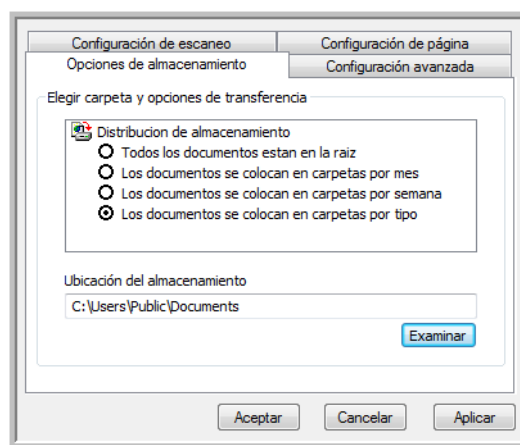 Configuración de escaneo
Configuración de página
Opciones de almacenamiento
Configuración avanzada
Elegir carpeta y opciones de transferencia
Distribucion de almacenamiento
Todos los documentos estan en la raiz
Los documentos se colocan en carpetas por mes
Los documentos se colocan en carpetas por semana
Los documentos se colocan en carpetas por tipo
Ubicación del almacenamiento
C:\Users\Public\Documents
Examinar
Aceptar
Cancelar
Aplicar